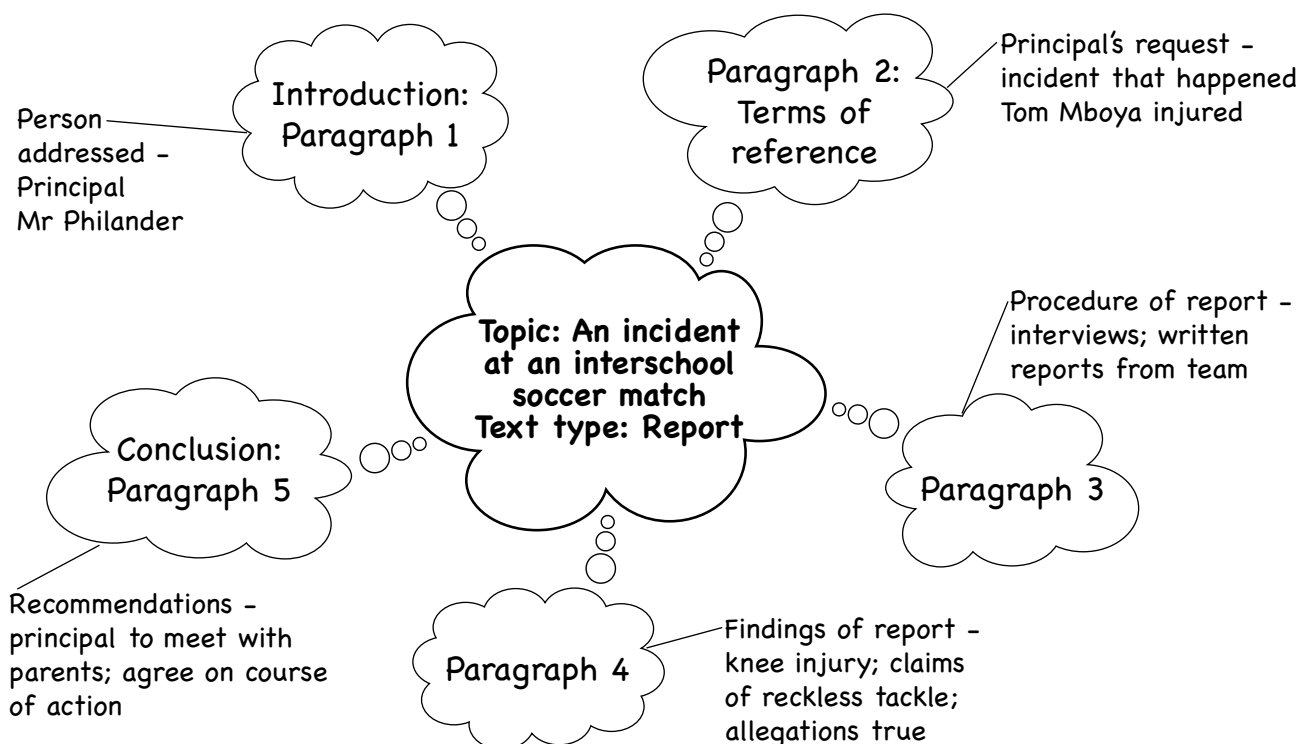 Introduction:
Paragraph 1
Person
addressed –
Principal
Mr Philander
Paragraph 2:
Terms of
reference
Principal's request –
incident that happened
Tom Mboya injured
Topic: An incident
at an interschool
soccer match
Text type: Report
Procedure of report –
interviews; written
reports from team
Paragraph 3
Paragraph 4
Findings of report –
knee injury; claims
of reckless tackle;
allegations true
Conclusion:
Paragraph 5
Recommendations –
principal to meet with
parents; agree on course
of action